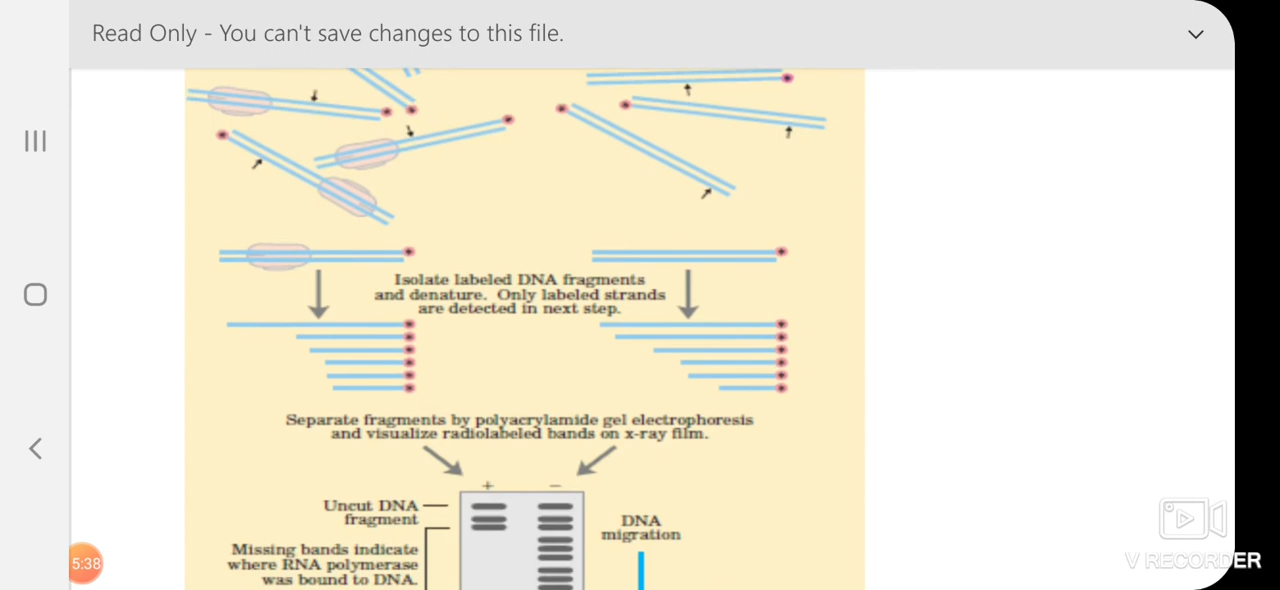 Read Only - You can't save changes to this file.
Isolate labeled DNA fragments
and denature. Only labeled strands
are detected in next step.
Separate fragments by polyacrylamide gel electrophoresis
and visualize radiolabeled bands on x-ray film.
+ −
Uncut DNA
fragment
DNA
migration
Missing bands indicate
where RNA polymerase
was bound to DNA.
5:38
V RECORDER